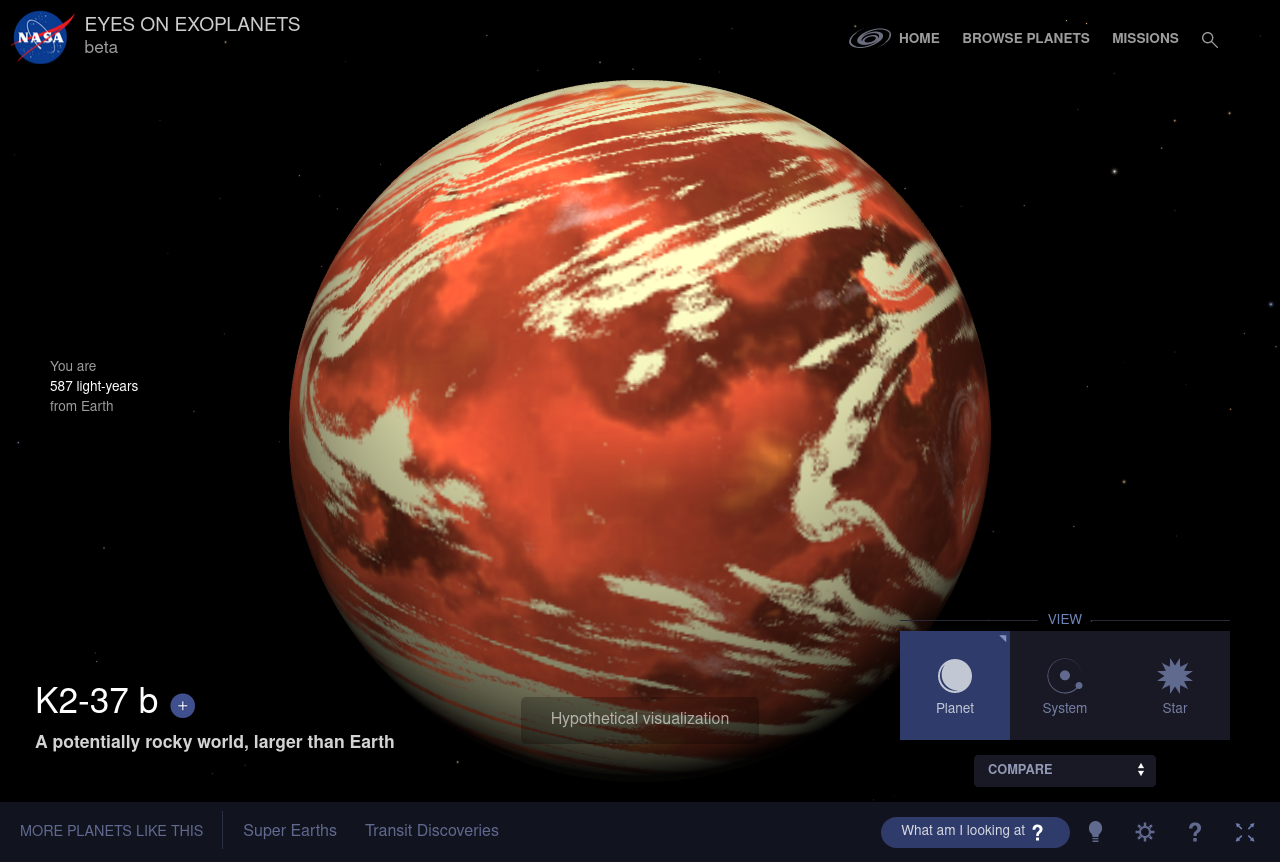 NASA
EYES ON EXOPLANETS
beta
HOME
BROWSE PLANETS
MISSIONS
You are
587 light-years
from Earth
VIEW
Planet
System
Star
K2-37 b +
A potentially rocky world, larger than Earth
Hypothetical visualization
COMPARE
MORE PLANETS LIKE THIS
Super Earths
Transit Discoveries
What am I looking at ?
?